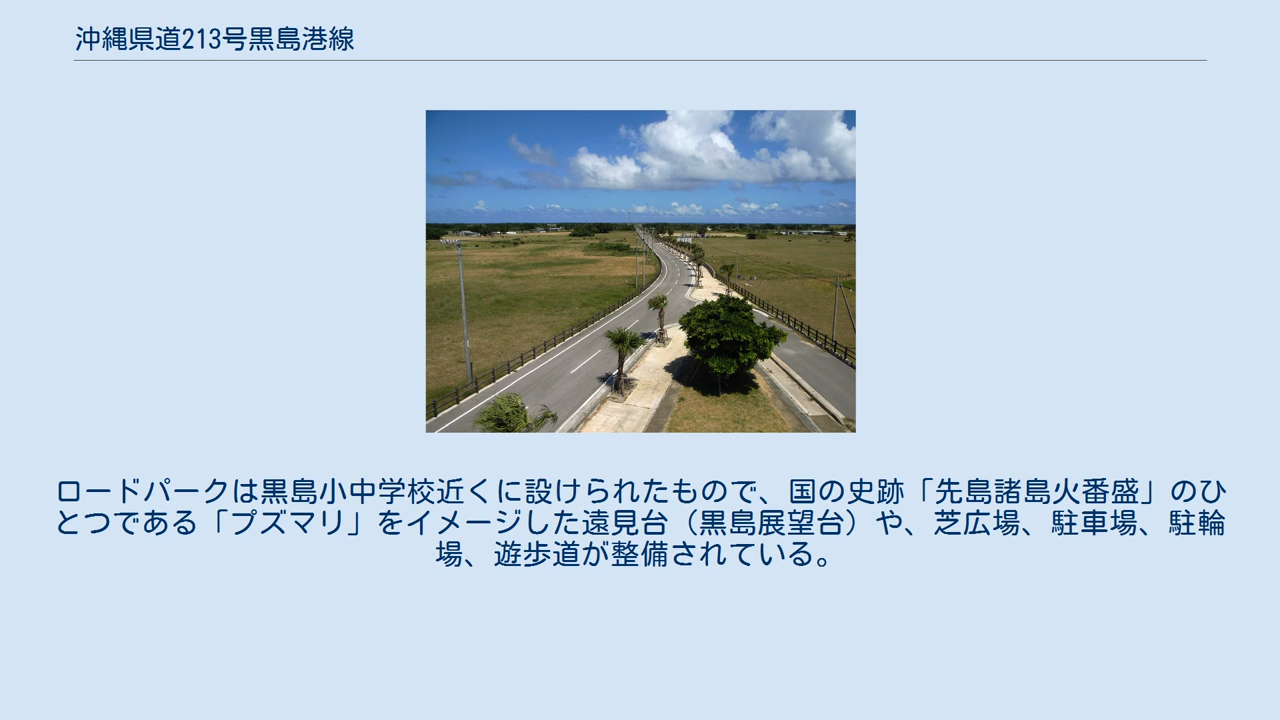 沖縄県道213号黒島港線
ロードパークは黒島小中学校近くに設けられたもので、国の史跡「先島諸島火番盛」のひ
とつである「プズマリ」をイメージした遠見台（黒島展望台）や、芝広場、駐車場、駐輪
場、遊歩道が整備されている。